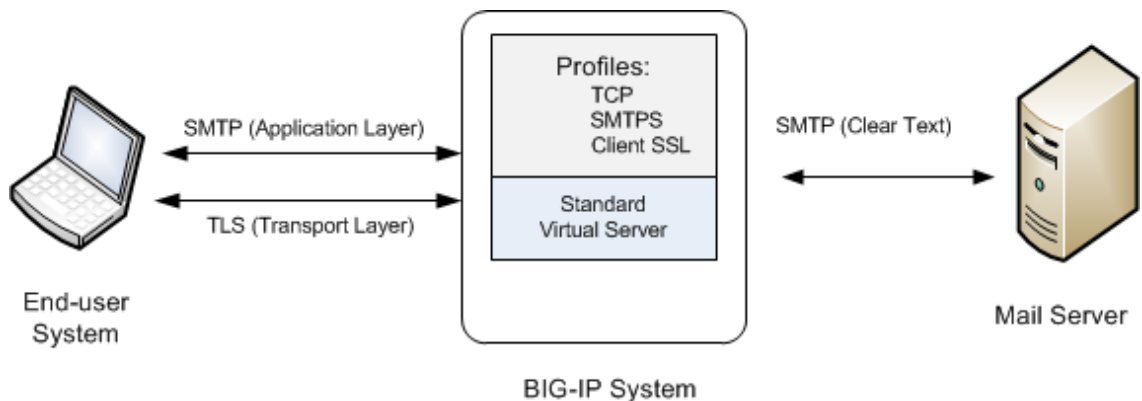 Profiles:
TCP
SMTPS
Client SSL
SMTP (Application Layer)
TLS (Transport Layer)
Standard
Virtual Server
SMTP (Clear Text)
End-user
System
BIG-IP System
Mail Server